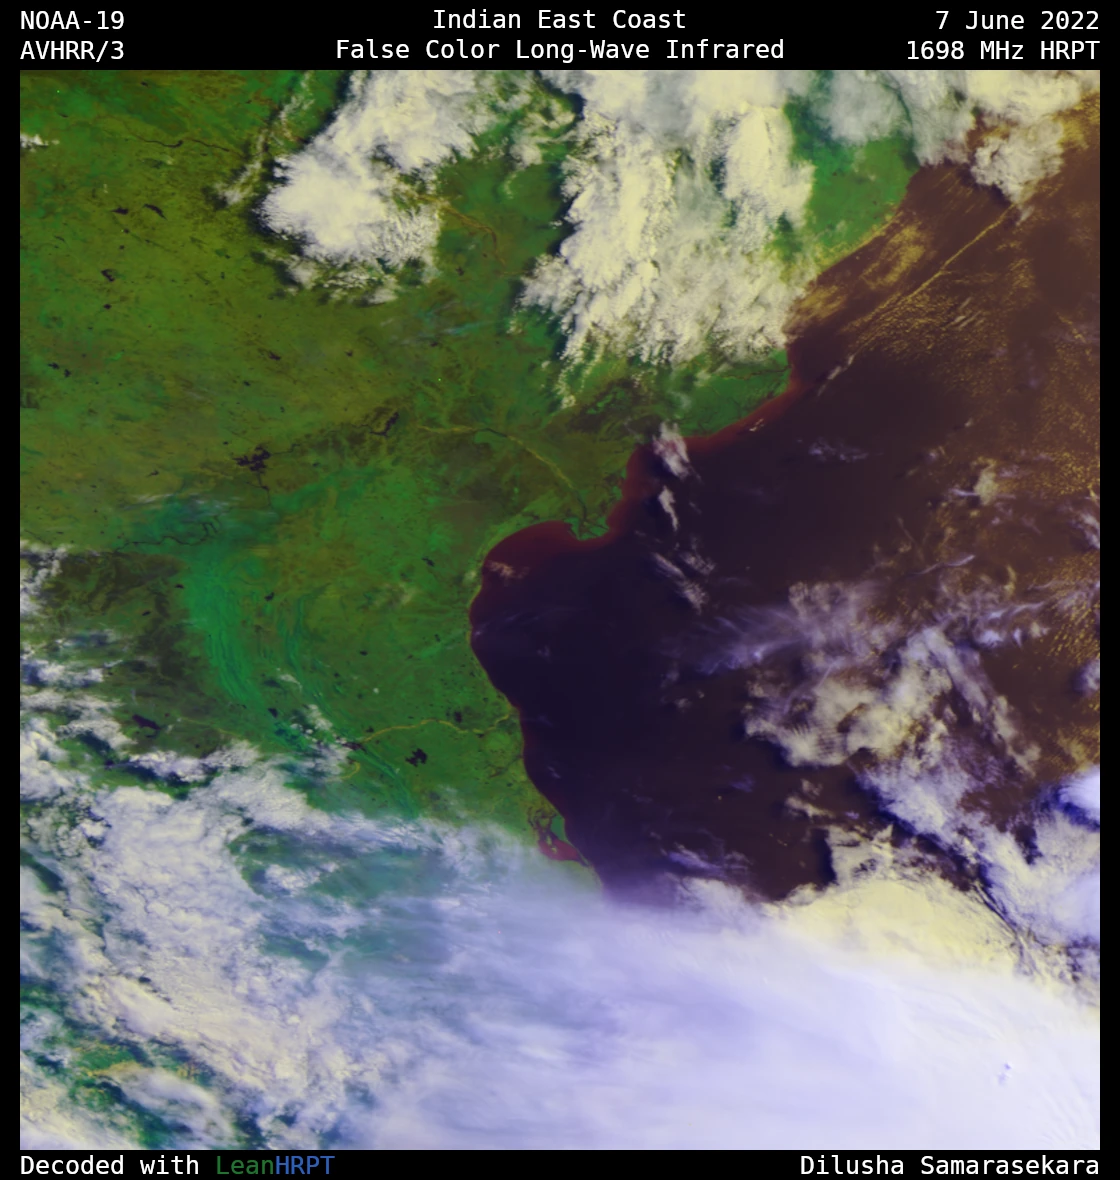 NOAA-19 Indian East Coast 7 June 2022
AVHRR/3 False Color Long-Wave Infrared 1698 MHz HRPT
Decoded with LeanHRPT Dilusha Samarasekara